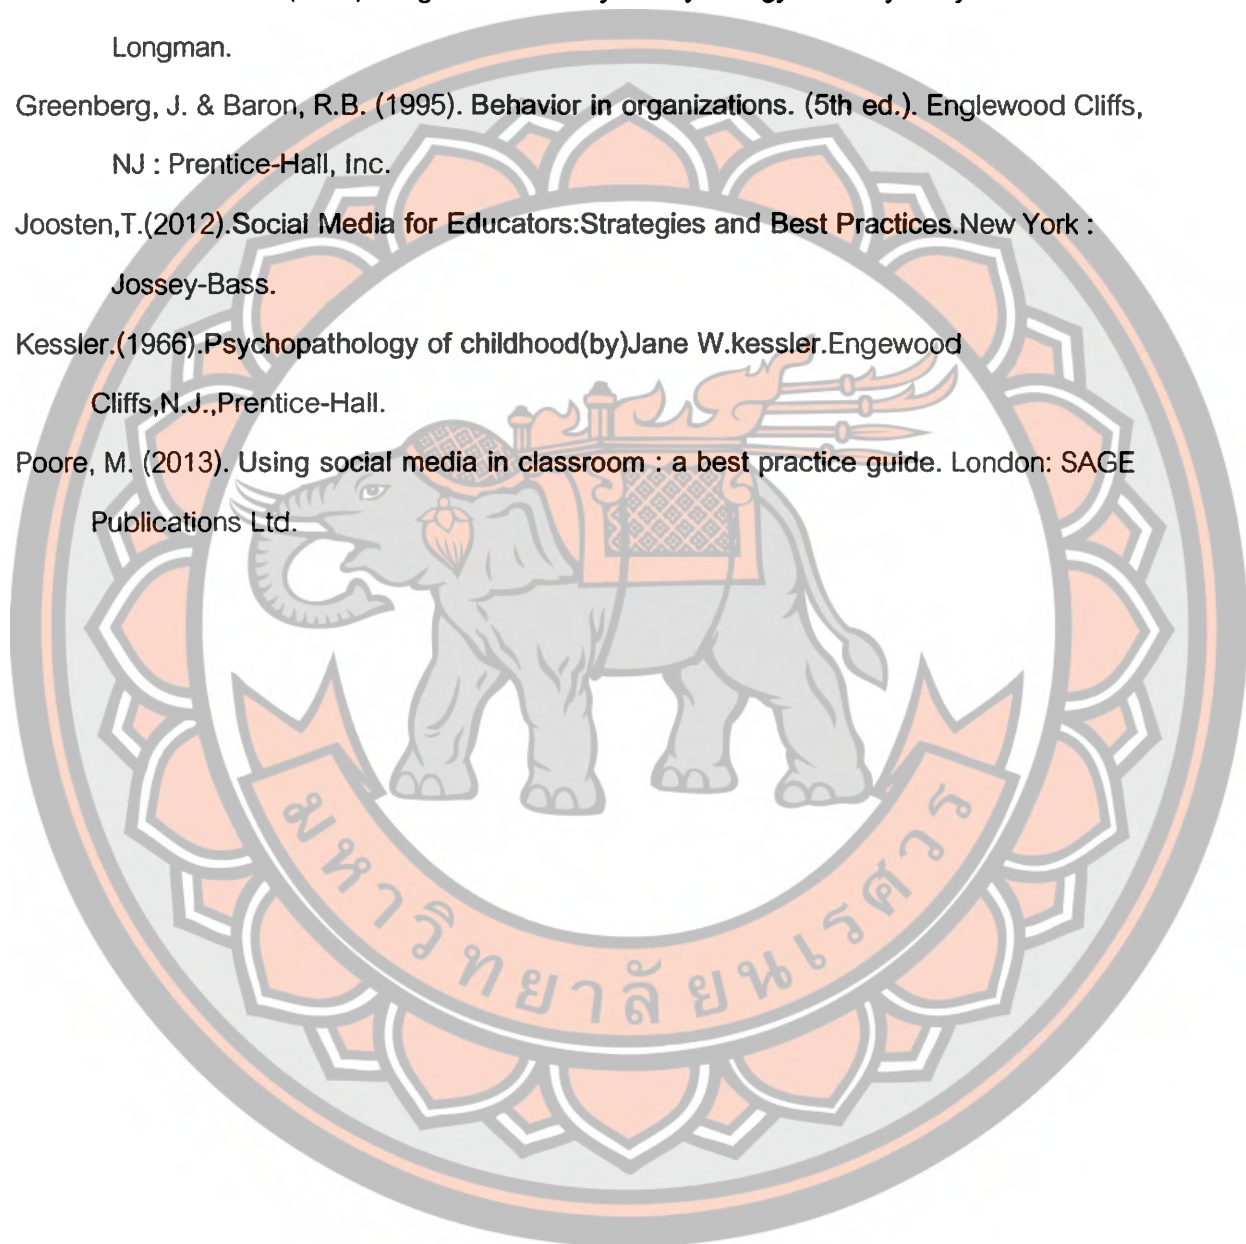 Longman.
Greenberg, J. & Baron, R.B. (1995). Behavior in organizations. (5th ed.). Englewood Cliffs,
NJ : Prentice-Hall, Inc.
Joosten,T.(2012).Social Media for Educators:Strategies and Best Practices.New York :
Jossey-Bass.
Kessler.(1966).Psychopathology of childhood(by)Jane W.kessler.Engewood
Cliffs,N.J.,Prentice-Hall.
Poore, M. (2013). Using social media in classroom : a best practice guide. London: SAGE
Publications Ltd.
มหาวิทยาลัยนเรศวร